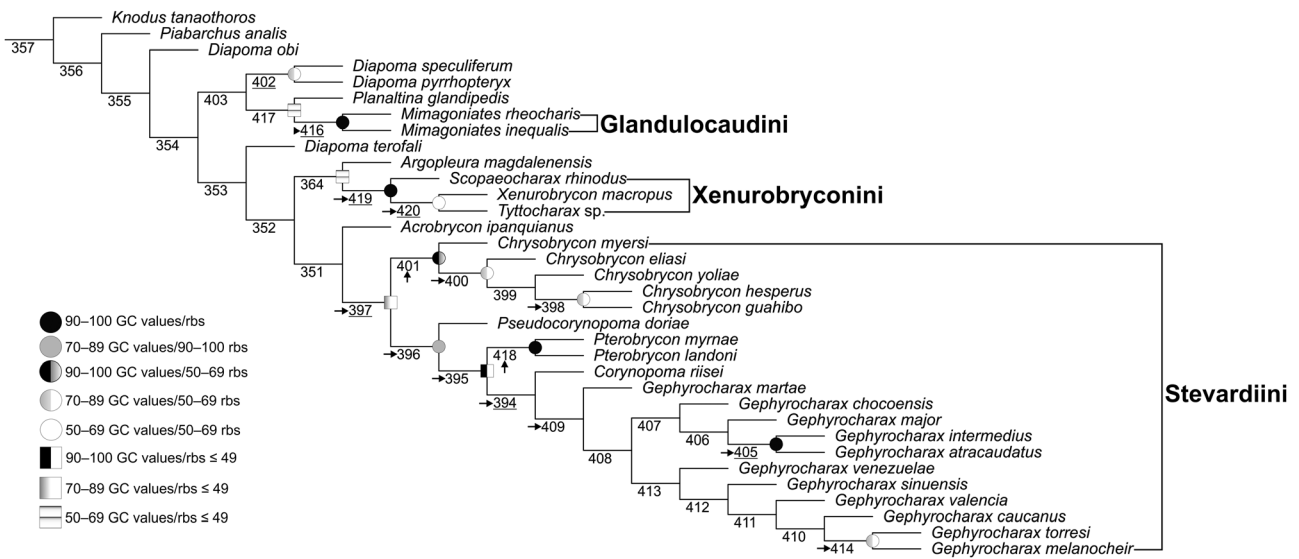 Knodus tanaothoros
Piabarchus analis
357
Diapoma obi
356
Diapoma speculiferum
402
Diapoma pyrrhopteryx
355
403
Planaltina glandipedis
417
Mimagoniates rheocharis
Glandulocaudini
416
Mimagoniates inequalis
354
Diapoma terofali
Argopleura magdalenensis
353
364
Scopaeocharax rhinodus
Xenurobryconini
419
Xenurobrycon macropus
420
Tyttocharax sp.
352
Acrobrycon ipanquianus
Chrysobrycon myersi
351
401
Chrysobrycon eliasi
400
Chrysobrycon yoliae
399
Chrysobrycon hesperus
397
398
Chrysobrycon guahibo
Pseudocorynopoma doriae
Pterobrycon myrnae
396
418
Pterobrycon landoni
395
Corynopoma riisei
Gephyrocharax martae
Stevardiini
394
Gephyrocharax chocoensis
409
407
Gephyrocharax major
406
Gephyrocharax intermedius
408
405
Gephyrocharax atracaudatus
Gephyrocharax venezuelae
413
Gephyrocharax sinuensis
412
Gephyrocharax valencia
411
Gephyrocharax caucanus
410
Gephyrocharax torresi
414
Gephyrocharax melanocheir
90–100 GC values/rbs
70–89 GC values/90–100 rbs
90–100 GC values/50–69 rbs
70–89 GC values/50–69 rbs
50–69 GC values/50–69 rbs
90–100 GC values/rbs ≤ 49
70–89 GC values/rbs ≤ 49
50–69 GC values/rbs ≤ 49